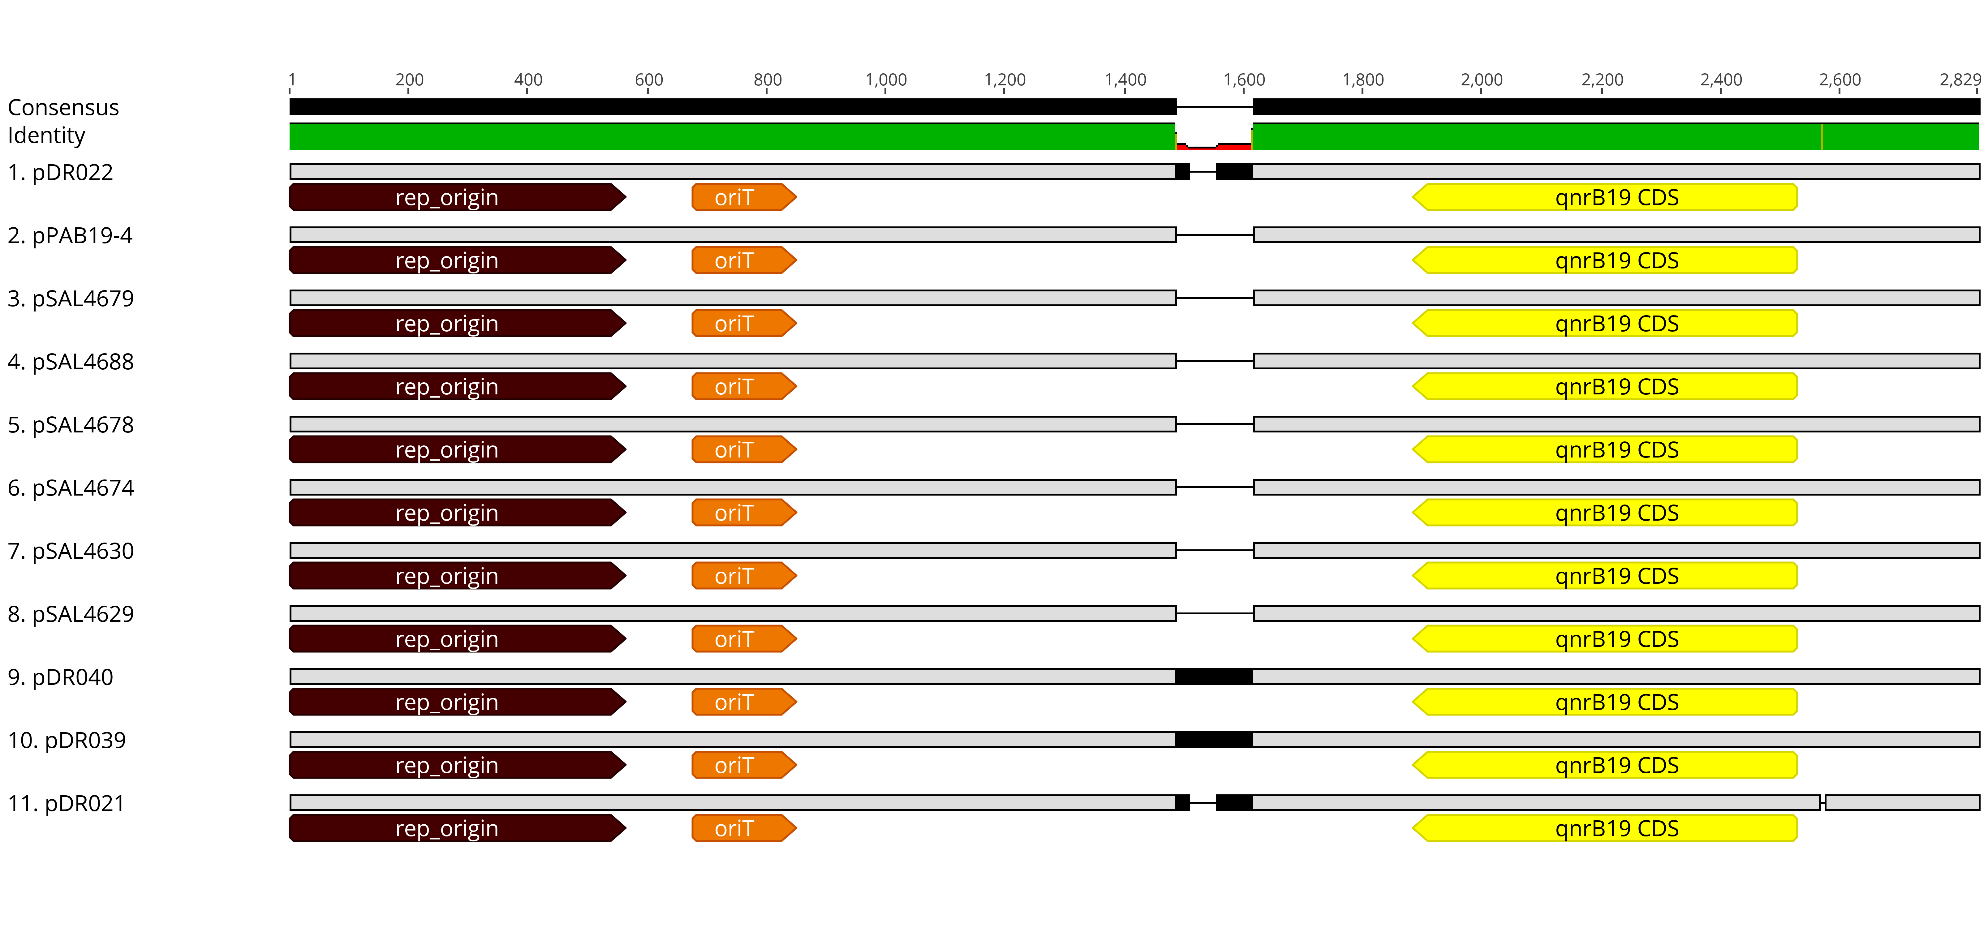 1 200 400 600 800 1,000 1,200 1,400 1,600 1,800 2,000 2,200 2,400 2,600 2,829
Consensus
Identity
1. pDR022
rep_origin oriT qnrB19 CDS
2. pPAB19-4
rep_origin oriT qnrB19 CDS
3. pSAL4679
rep_origin oriT qnrB19 CDS
4. pSAL4688
rep_origin oriT qnrB19 CDS
5. pSAL4678
rep_origin oriT qnrB19 CDS
6. pSAL4674
rep_origin oriT qnrB19 CDS
7. pSAL4630
rep_origin oriT qnrB19 CDS
8. pSAL4629
rep_origin oriT qnrB19 CDS
9. pDR040
rep_origin oriT qnrB19 CDS
10. pDR039
rep_origin oriT qnrB19 CDS
11. pDR021
rep_origin oriT qnrB19 CDS